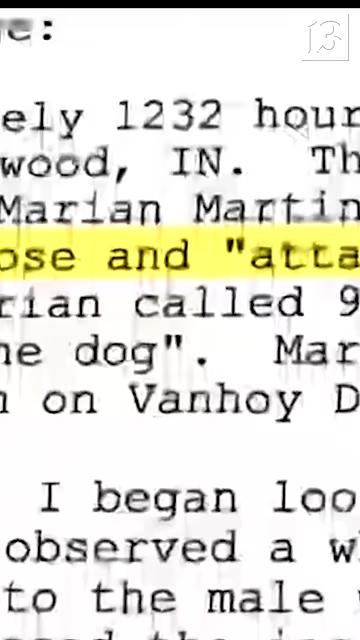 e:
13
ely 1232 hour
wood, IN. Th
Marian Martin
ose and "atta
rian called 9
he dog". Mar
n on Vanhoy D
I began loo
observed a w
to the male